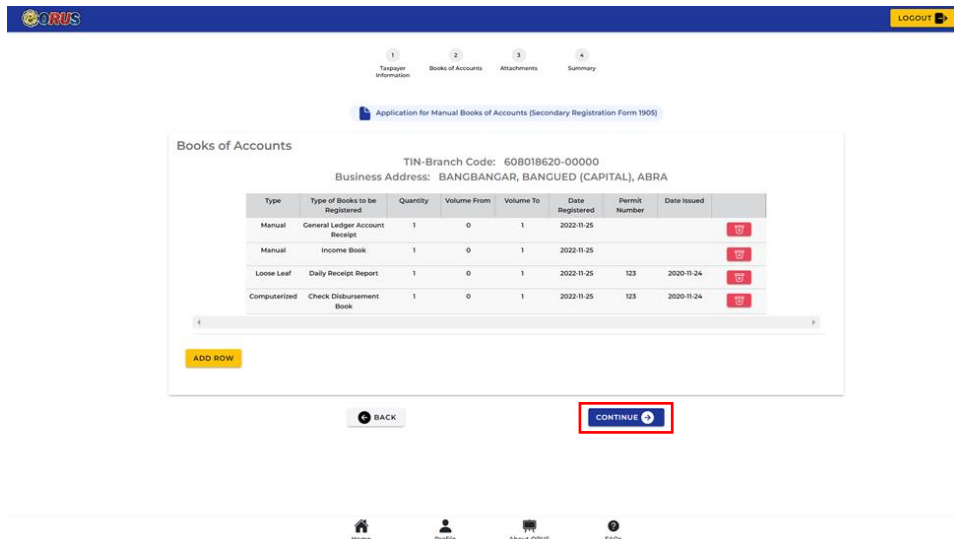 ORUS
LOGOUT
1
2
3
4
Taxpayer
Information
Books of Accounts
Attachments
Summary
Application for Manual Books of Accounts (Secondary Registration Form 1905)
Books of Accounts
TIN-Branch Code: 608018620-00000
Business Address: BANGBANGAR, BANGUED (CAPITAL), ABRA
Type
Type of Books to be
Registered
Quantity
Volume From
Volume To
Date
Registered
Permit
Number
Date Issued
Manual
General Ledger Account
Receipt
1
0
1
2022-11-25
Manual
Income Book
1
0
1
2022-11-25
Loose Leaf
Daily Receipt Report
1
0
1
2022-11-25
123
2020-11-24
Computerized
Check Disbursement
Book
1
0
1
2022-11-25
123
2020-11-24
ADD ROW
BACK
CONTINUE
Home
Profile
About ORUS
FAQs